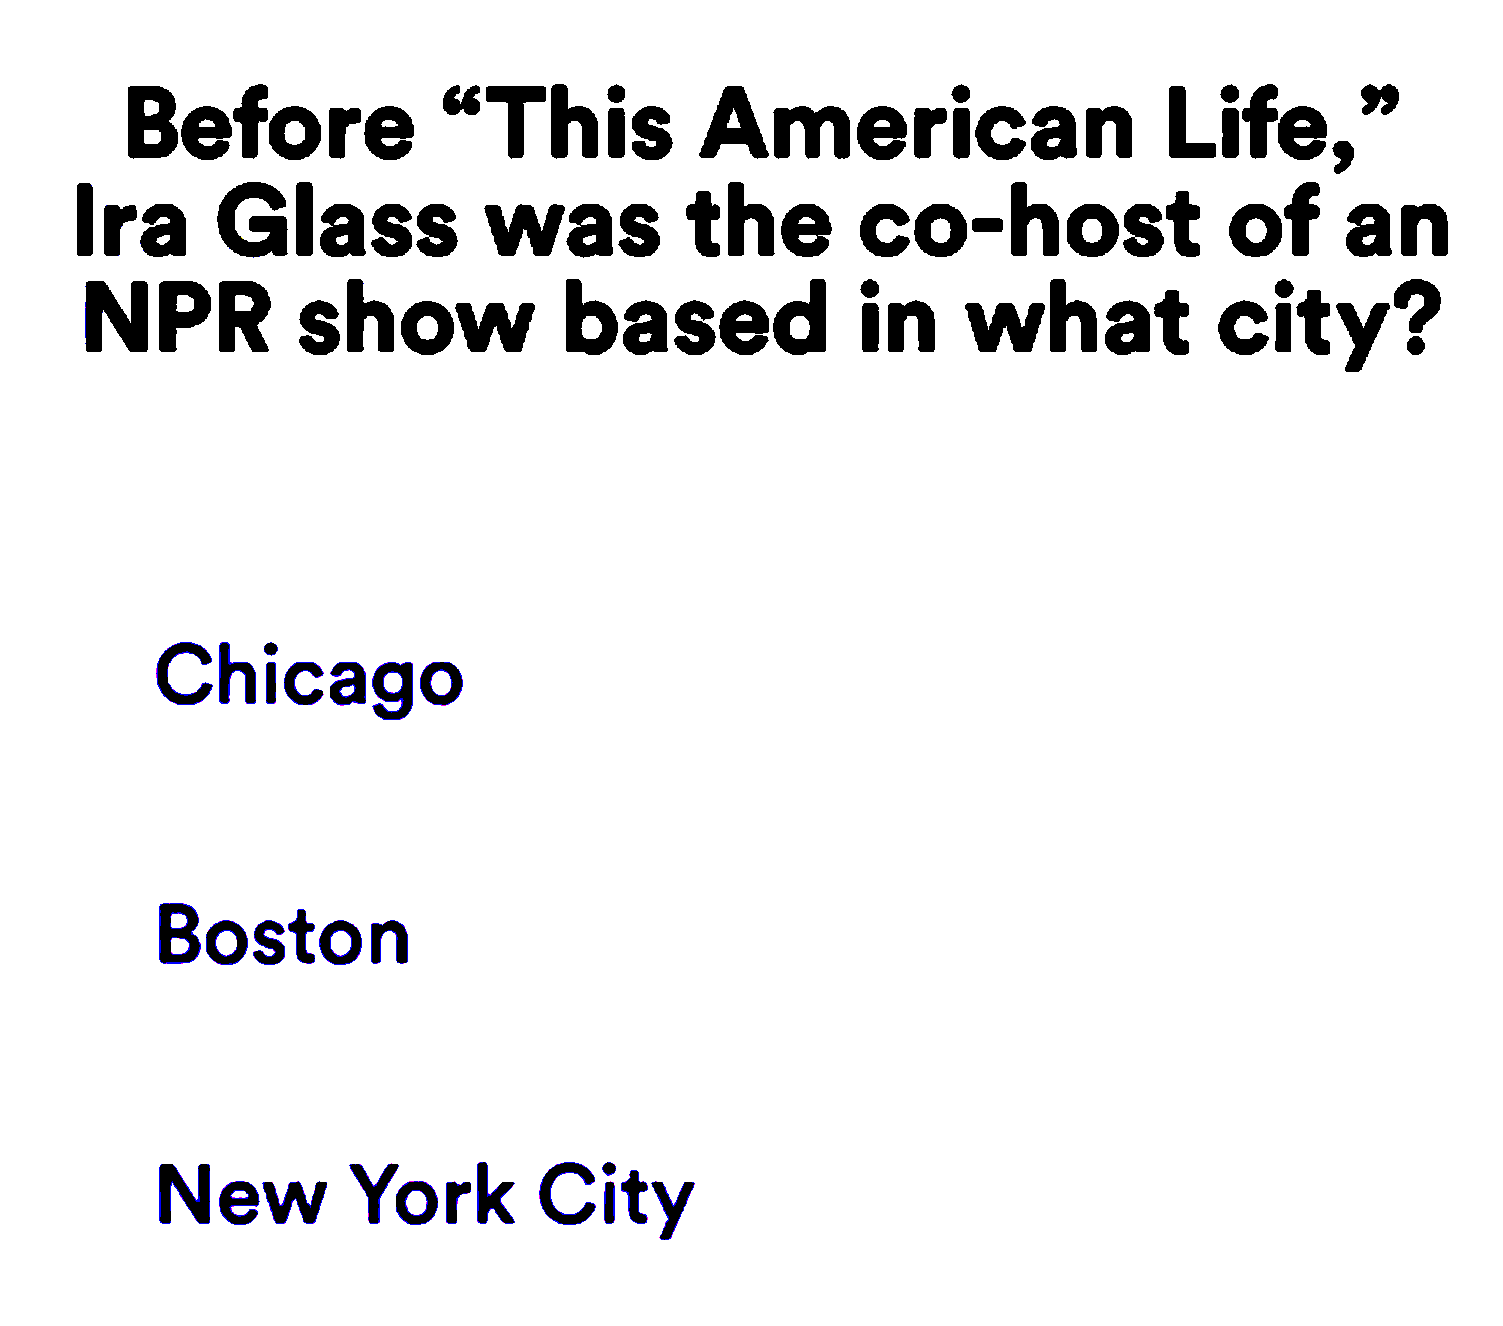 Before “This American Life,”
Ira Glass was the co-host of an
NPR show based in what city?
Chicago
Boston
New York City